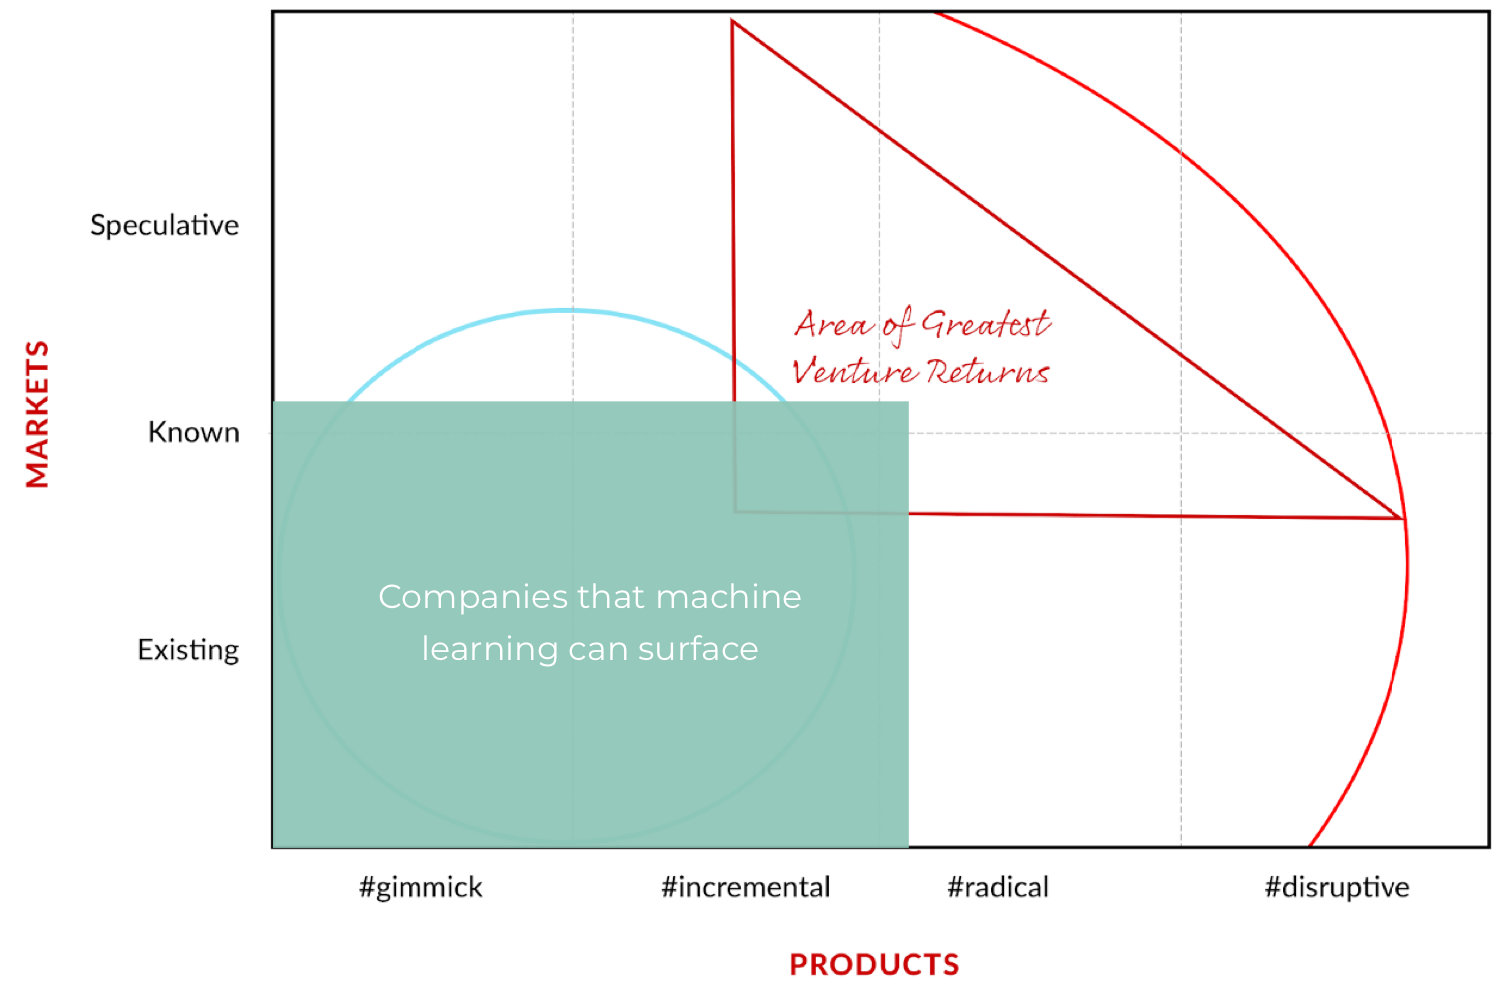 Speculative
Known
Existing
MARKETS
Area of Greatest
Venture Returns
Companies that machine
learning can surface
#gimmick
#incremental
#radical
#disruptive
PRODUCTS